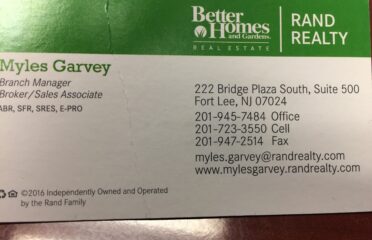 Better
Homes
and Gardens®
REAL ESTATE
RAND
REALTY
Myles Garvey
Branch Manager
Broker/Sales Associate
ABR, SFR, SRES, E-PRO
222 Bridge Plaza South, Suite 500
Fort Lee, NJ 07024
201-945-7484 Office
201-723-3550 Cell
201-947-2514 Fax
myles.garvey@randrealty.com
www.mylesgarvey.randrealty.com
©2016 Independently Owned and Operated
by the Rand Family